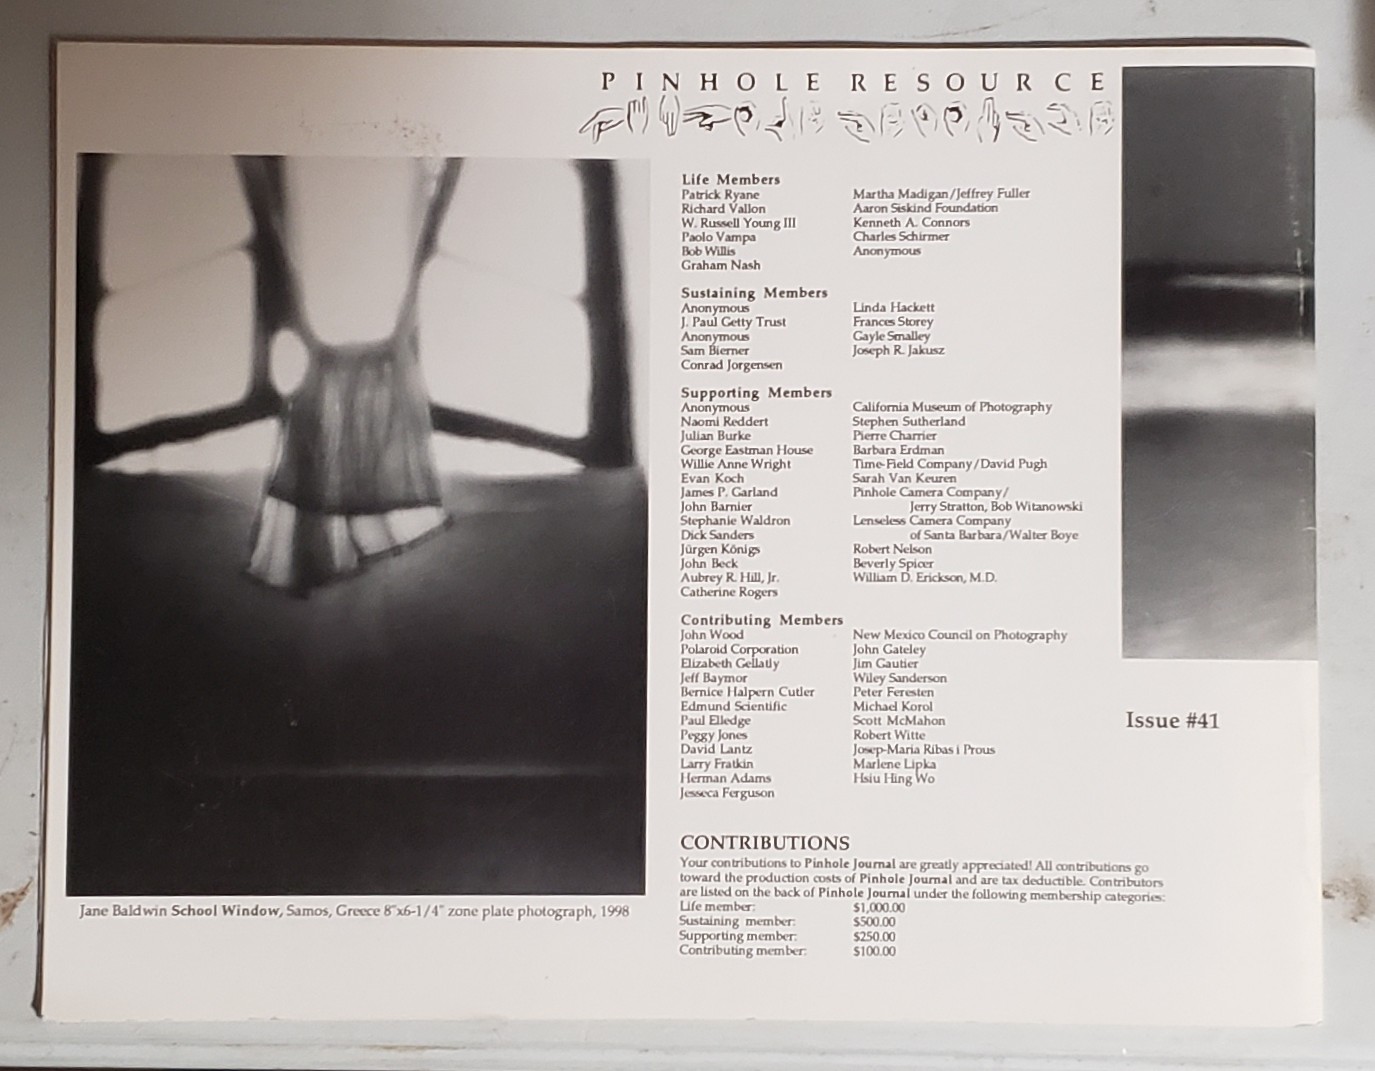 PINHOLE RESOURCE
Life Members
Patrick Ryane
Richard Vallon
W. Russell Young III
Paolo Vampa
Bob Willis
Graham Nash
Martha Madigan/Jeffrey Fuller
Aaron Siskind Foundation
Kenneth A. Connors
Charles Schirmer
Anonymous
Sustaining Members
Anonymous
J. Paul Getty Trust
Anonymous
Sam Bierner
Conrad Jorgensen
Linda Hackett
Frances Storey
Gayle Smalley
Joseph R. Jakusz
Supporting Members
Anonymous
Naomi Reddert
Julian Burke
George Eastman House
Willie Anne Wright
Evan Koch
James P. Garland
John Barnier
Stephanie Waldron
Dick Sanders
Jürgen Königs
John Beck
Aubrey R. Hill, Jr.
Catherine Rogers
California Museum of Photography
Stephen Sutherland
Pierre Charrier
Barbara Erdman
Time-Field Company/David Pugh
Sarah Van Keuren
Pinhole Camera Company/
Jerry Stratton, Bob Witanowski
Lenseless Camera Company
of Santa Barbara/Walter Boye
Robert Nelson
Beverly Spicer
William D. Erickson, M.D.
Contributing Members
John Wood
Polaroid Corporation
Elizabeth Gellatly
Jeff Baymor
Bernice Halpern Cutler
Edmund Scientific
Paul Elledge
Peggy Jones
David Lantz
Larry Fratkin
Herman Adams
Jesseca Ferguson
New Mexico Council on Photography
John Gateley
Jim Gautier
Wiley Sanderson
Peter Feresten
Michael Korol
Scott McMahon
Robert Witte
Josep-Maria Ribas i Prous
Marlene Lipka
Hsiu Hing Wo
Issue #41
CONTRIBUTIONS
Your contributions to Pinhole Journal are greatly appreciated! All contributions go
toward the production costs of Pinhole Journal and are tax deductible. Contributors
are listed on the back of Pinhole Journal under the following membership categories:
Life member: $1,000.00
Sustaining member: $500.00
Supporting member: $250.00
Contributing member: $100.00
Jane Baldwin School Window, Samos, Greece 8"x6-1/4" zone plate photograph, 1998